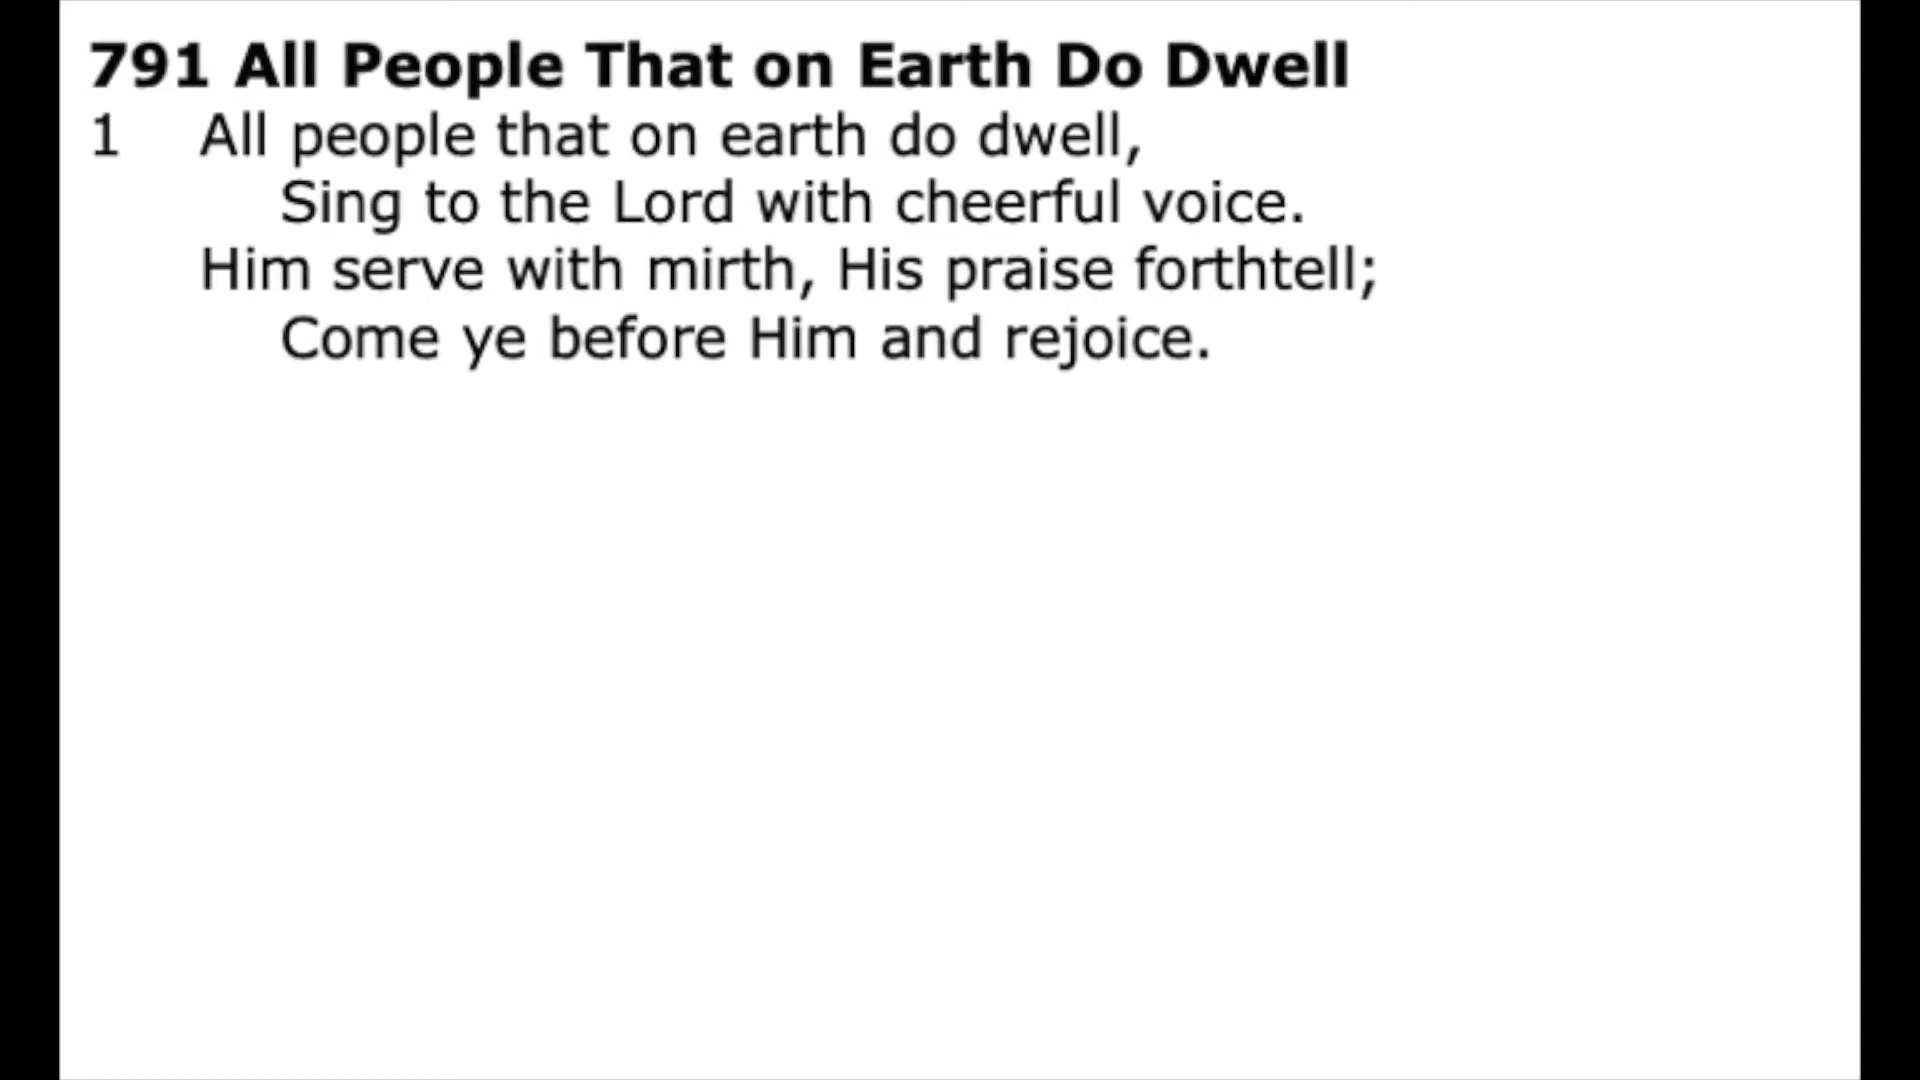 791 All People That on Earth Do Dwell
1 All people that on earth do dwell,
Sing to the Lord with cheerful voice.
Him serve with mirth, His praise forthtell;
Come ye before Him and rejoice.